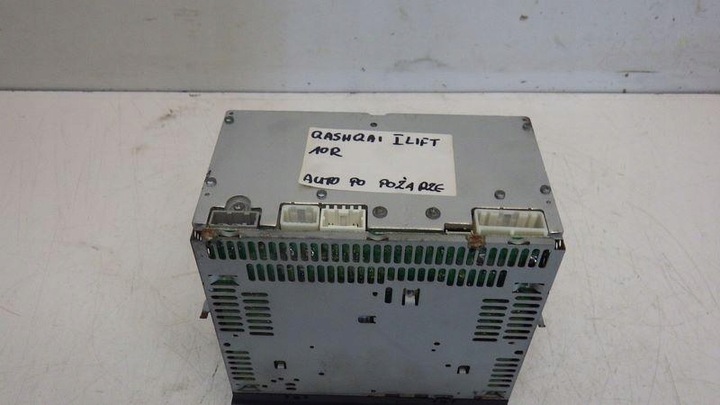 QASHQAI I LIFT
10R
AUTO PO POŻARZE